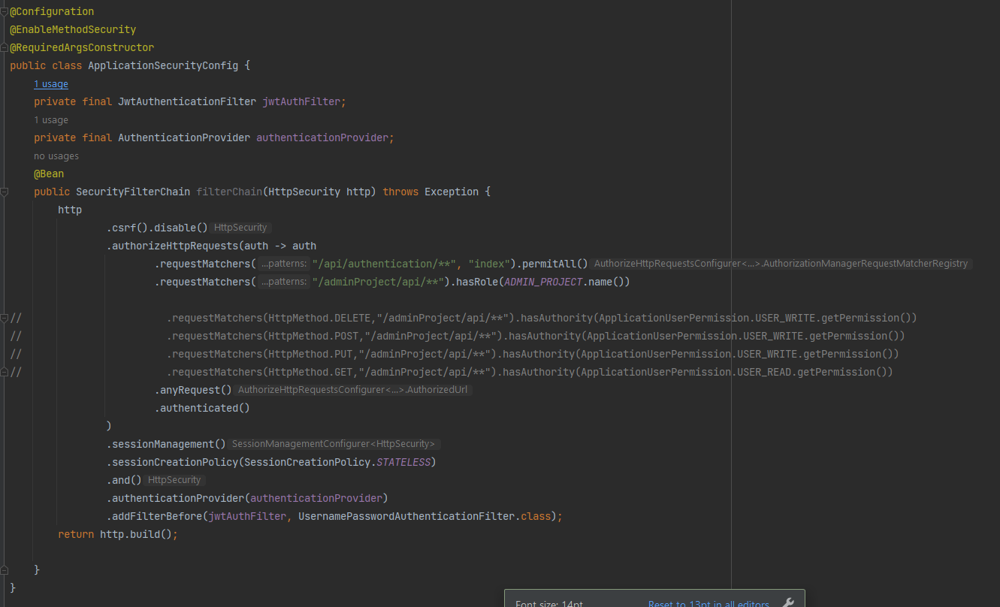 @Configuration
@EnableMethodSecurity
@RequiredArgsConstructor
public class ApplicationSecurityConfig {
1 usage
private final JwtAuthenticationFilter jwtAuthFilter;
1 usage
private final AuthenticationProvider authenticationProvider;
no usages
@Bean
public SecurityFilterChain filterChain(HttpSecurity http) throws Exception {
http
.csrf().disable() HttpSecurity
.authorizeHttpRequests(auth -> auth
.requestMatchers( ...patterns: "/api/authentication/**", "index").permitAll() AuthorizeHttpRequestsConfigurer<...>.AuthorizationManagerRequestMatcherRegistry
.requestMatchers( ...patterns: "/adminProject/api/**").hasRole(ADMIN_PROJECT.name())
// .requestMatchers(HttpMethod.DELETE,"/adminProject/api/**").hasAuthority(ApplicationUserPermission.USER_WRITE.getPermission())
// .requestMatchers(HttpMethod.POST,"/adminProject/api/**").hasAuthority(ApplicationUserPermission.USER_WRITE.getPermission())
// .requestMatchers(HttpMethod.PUT,"/adminProject/api/**").hasAuthority(ApplicationUserPermission.USER_WRITE.getPermission())
// .requestMatchers(HttpMethod.GET,"/adminProject/api/**").hasAuthority(ApplicationUserPermission.USER_READ.getPermission())
.anyRequest() AuthorizeHttpRequestsConfigurer<...>.AuthorizedUrl
.authenticated()
)
.sessionManagement() SessionManagementConfigurer<HttpSecurity>
.sessionCreationPolicy(SessionCreationPolicy.STATELESS)
.and() HttpSecurity
.authenticationProvider(authenticationProvider)
.addFilterBefore(jwtAuthFilter, UsernamePasswordAuthenticationFilter.class);
return http.build();
}
}
Font size: 14pt Reset to 13pt in all editors